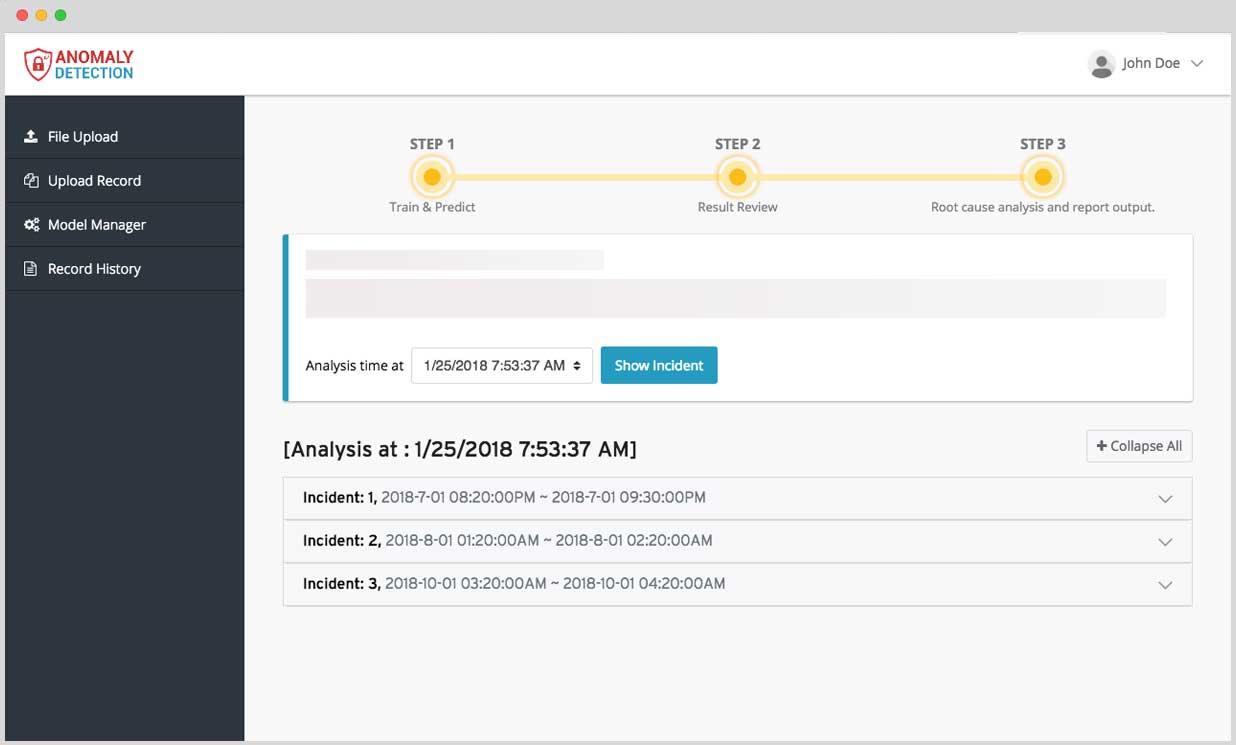 ANOMALY
DETECTION
John Doe
File Upload
Upload Record
Model Manager
Record History
STEP 1
STEP 2
STEP 3
Train & Predict
Result Review
Root cause analysis and report output.
Analysis time at 1/25/2018 7:53:37 AM Show Incident
[Analysis at : 1/25/2018 7:53:37 AM]
+ Collapse All
Incident: 1, 2018-7-01 08:20:00PM ~ 2018-7-01 09:30:00PM
Incident: 2, 2018-8-01 01:20:00AM ~ 2018-8-01 02:20:00AM
Incident: 3, 2018-10-01 03:20:00AM ~ 2018-10-01 04:20:00AM